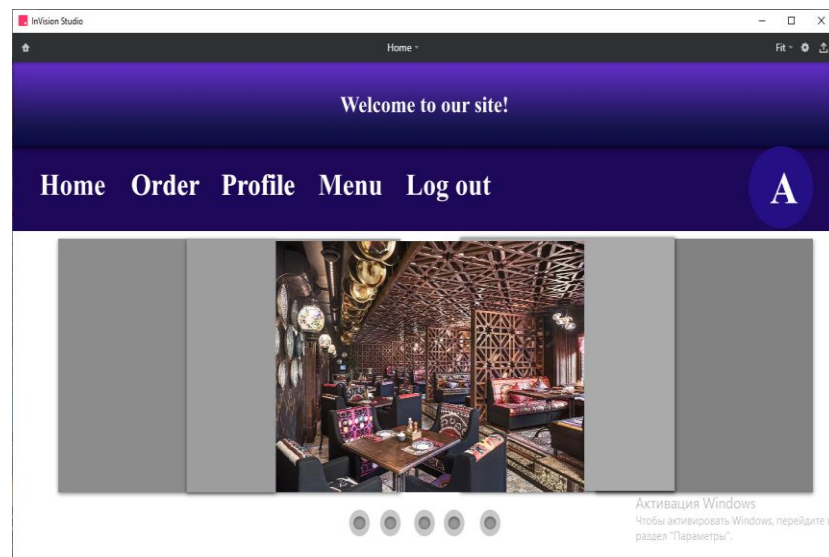 InVision Studio
Home
Fit
Welcome to our site!
Home Order Profile Menu Log out
A
Активация Windows
Чтобы активировать Windows, перейдите
раздел "Параметры".